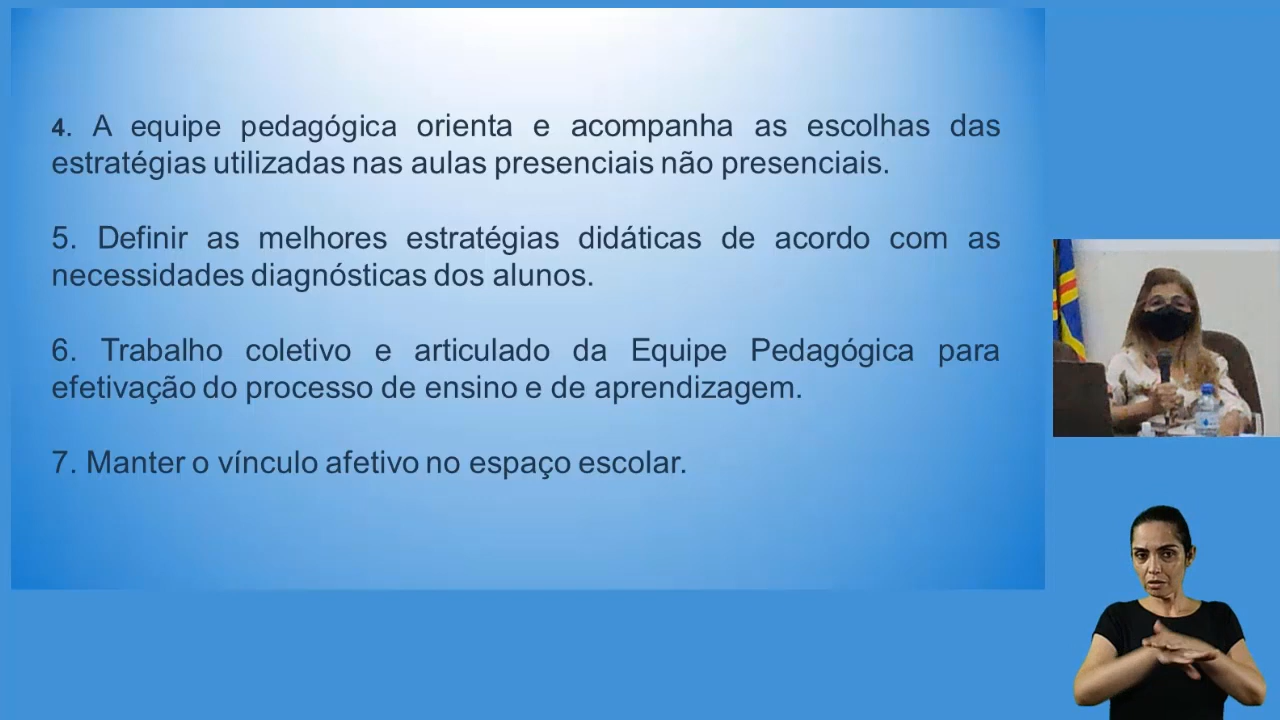 4. A equipe pedagógica orienta e acompanha as escolhas das
estratégias utilizadas nas aulas presenciais não presenciais.
5. Definir as melhores estratégias didáticas de acordo com as
necessidades diagnósticas dos alunos.
6. Trabalho coletivo e articulado da Equipe Pedagógica para
efetivação do processo de ensino e de aprendizagem.
7. Manter o vínculo afetivo no espaço escolar.